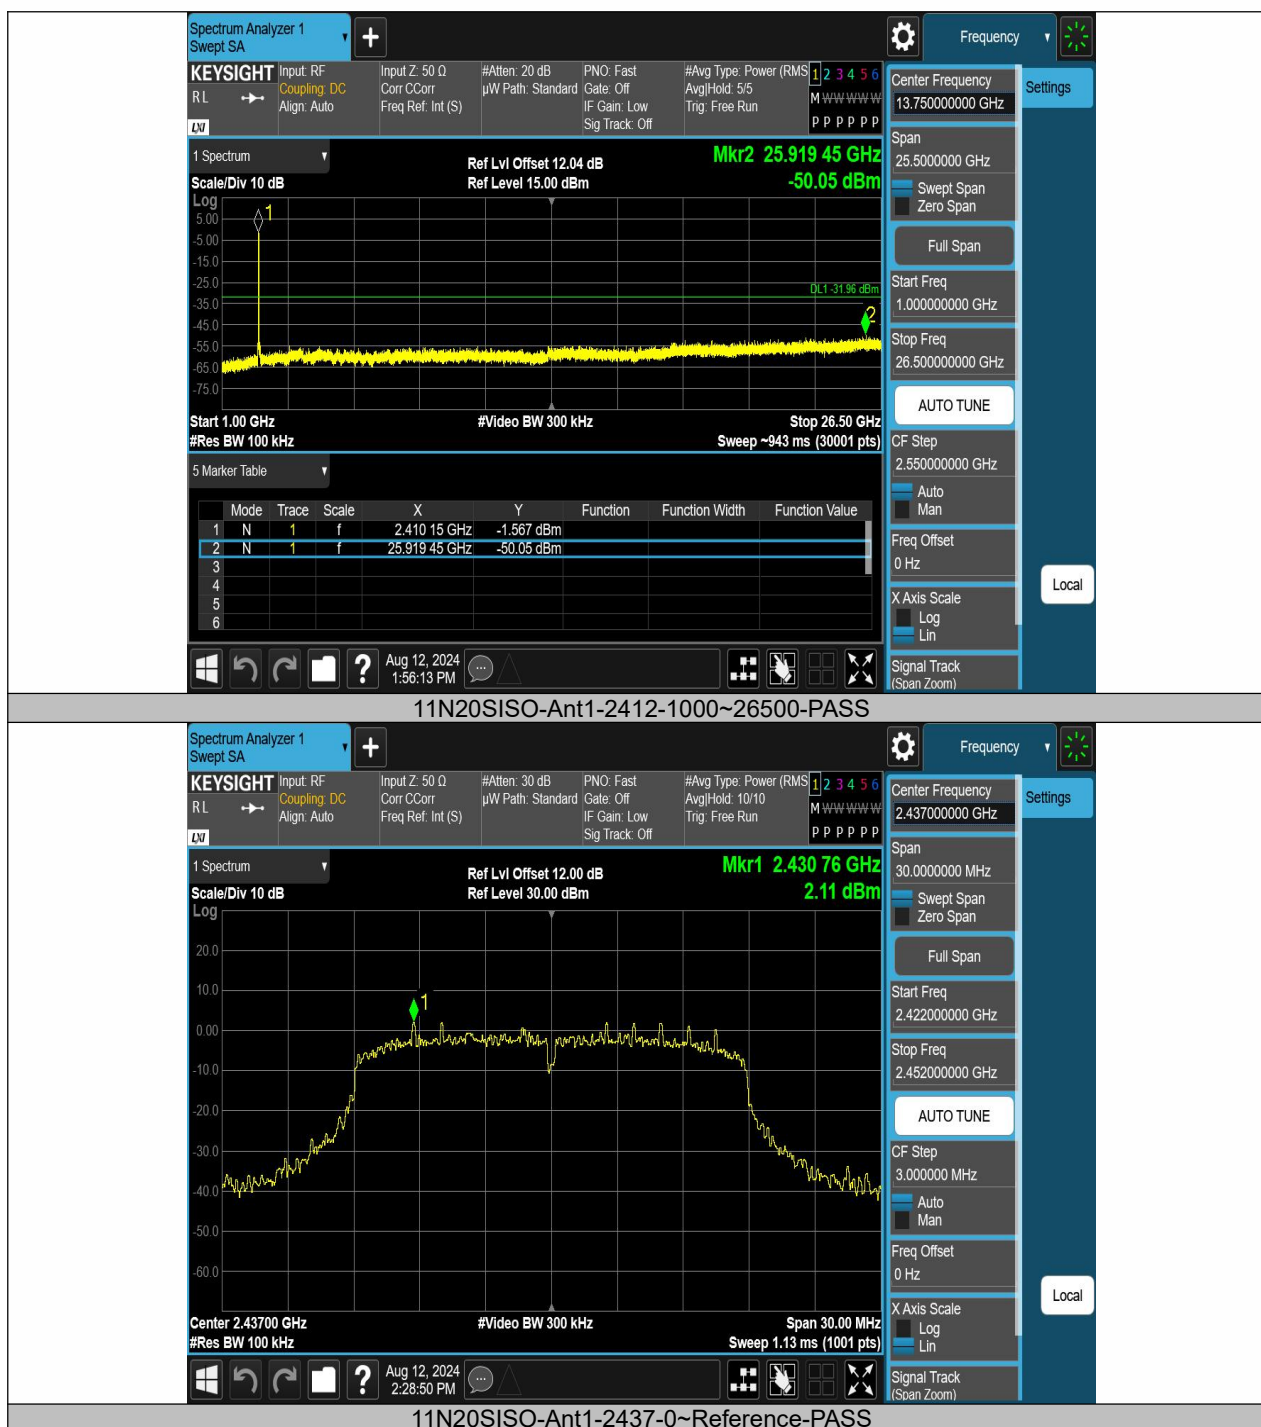 Spectrum Analyzer 1
Swept SA
Frequency
KEYSIGHT
RL
LXI
Input: RF
Coupling: DC
Align: Auto
Input Z: 50 Ω
Corr CCorr
Freq Ref: Int (S)
#Atten: 20 dB
µW Path: Standard
PNO: Fast
Gate: Off
IF Gain: Low
Sig Track: Off
#Avg Type: Power (RMS
Avg|Hold: 5/5
Trig: Free Run
1 2 3 4 5 6
M W W W W W
P P P P P P
1 Spectrum
Scale/Div 10 dB
Ref Lvl Offset 12.04 dB
Ref Level 15.00 dBm
Mkr2 25.919 45 GHz
-50.05 dBm
Log
5.00
-5.00
-15.0
-25.0
-35.0
-45.0
-55.0
-65.0
-75.0
1
DL1 -31.96 dBm
2
Start 1.00 GHz
#Video BW 300 kHz
Stop 26.50 GHz
#Res BW 100 kHz
Sweep ~943 ms (30001 pts)
5 Marker Table
Mode Trace Scale X Y Function Function Width Function Value
1 N 1 f 2.410 15 GHz -1.567 dBm
2 N 1 f 25.919 45 GHz -50.05 dBm
3
4
5
6
Aug 12, 2024
1:56:13 PM
Center Frequency
13.750000000 GHz
Settings
Span
25.5000000 GHz
Swept Span
Zero Span
Full Span
Start Freq
1.000000000 GHz
Stop Freq
26.500000000 GHz
AUTO TUNE
CF Step
2.550000000 GHz
Auto
Man
Freq Offset
0 Hz
Local
X Axis Scale
Log
Lin
Signal Track
(Span Zoom)
11N20SISO-Ant1-2412-1000~26500-PASS
Spectrum Analyzer 1
Swept SA
Frequency
KEYSIGHT
RL
LXI
Input: RF
Coupling: DC
Align: Auto
Input Z: 50 Ω
Corr CCorr
Freq Ref: Int (S)
#Atten: 30 dB
µW Path: Standard
PNO: Fast
Gate: Off
IF Gain: Low
Sig Track: Off
#Avg Type: Power (RMS
Avg|Hold: 10/10
Trig: Free Run
1 2 3 4 5 6
M W W W W W
P P P P P P
1 Spectrum
Scale/Div 10 dB
Ref Lvl Offset 12.00 dB
Ref Level 30.00 dBm
Mkr1 2.430 76 GHz
2.11 dBm
Log
20.0
10.0
0.00
-10.0
-20.0
-30.0
-40.0
-50.0
-60.0
1
Center 2.43700 GHz
#Video BW 300 kHz
Span 30.00 MHz
#Res BW 100 kHz
Sweep 1.13 ms (1001 pts)
Aug 12, 2024
2:28:50 PM
Center Frequency
2.437000000 GHz
Settings
Span
30.0000000 MHz
Swept Span
Zero Span
Full Span
Start Freq
2.422000000 GHz
Stop Freq
2.452000000 GHz
AUTO TUNE
CF Step
3.000000 MHz
Auto
Man
Freq Offset
0 Hz
Local
X Axis Scale
Log
Lin
Signal Track
(Span Zoom)
11N20SISO-Ant1-2437-0~Reference-PASS